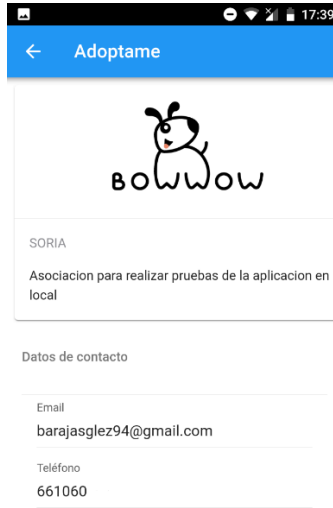 17:39
Adoptame
BOWWOW
SORIA
Asociacion para realizar pruebas de la aplicacion en
local
Datos de contacto
Email
barajasglez94@gmail.com
Teléfono
661060